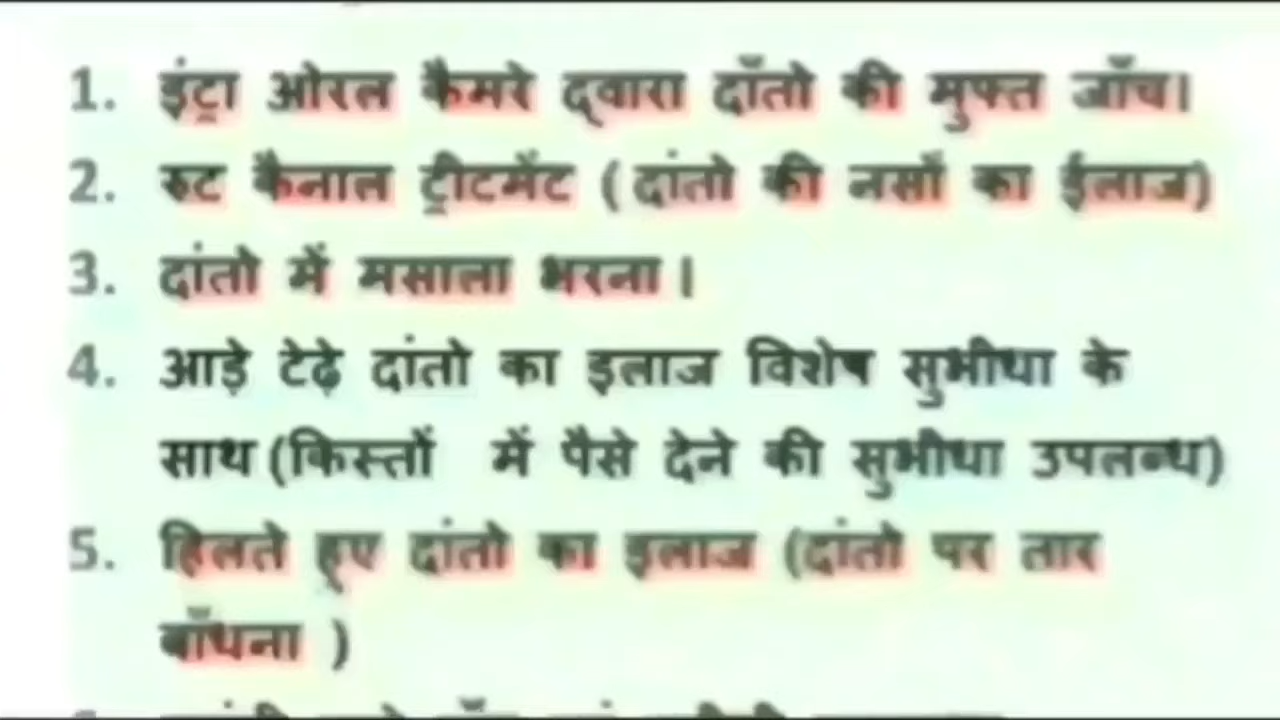 1. इंट्रा ओरल कैमरे द्वारा दाँतो की मुफ्त जाँच।
2. रुट कैनाल ट्रीटमेंट ( दांतो की नसों का ईलाज)
3. दांतो में मसाला भरना ।
4. आड़े टेढ़े दांतो का इलाज विशेष सुभीधा के
साथ (किस्तों में पैसे देने की सुभीधा उपलब्ध)
5. हिलते हूए दांतो का इलाज (दांतो पर तार
बाँधना )